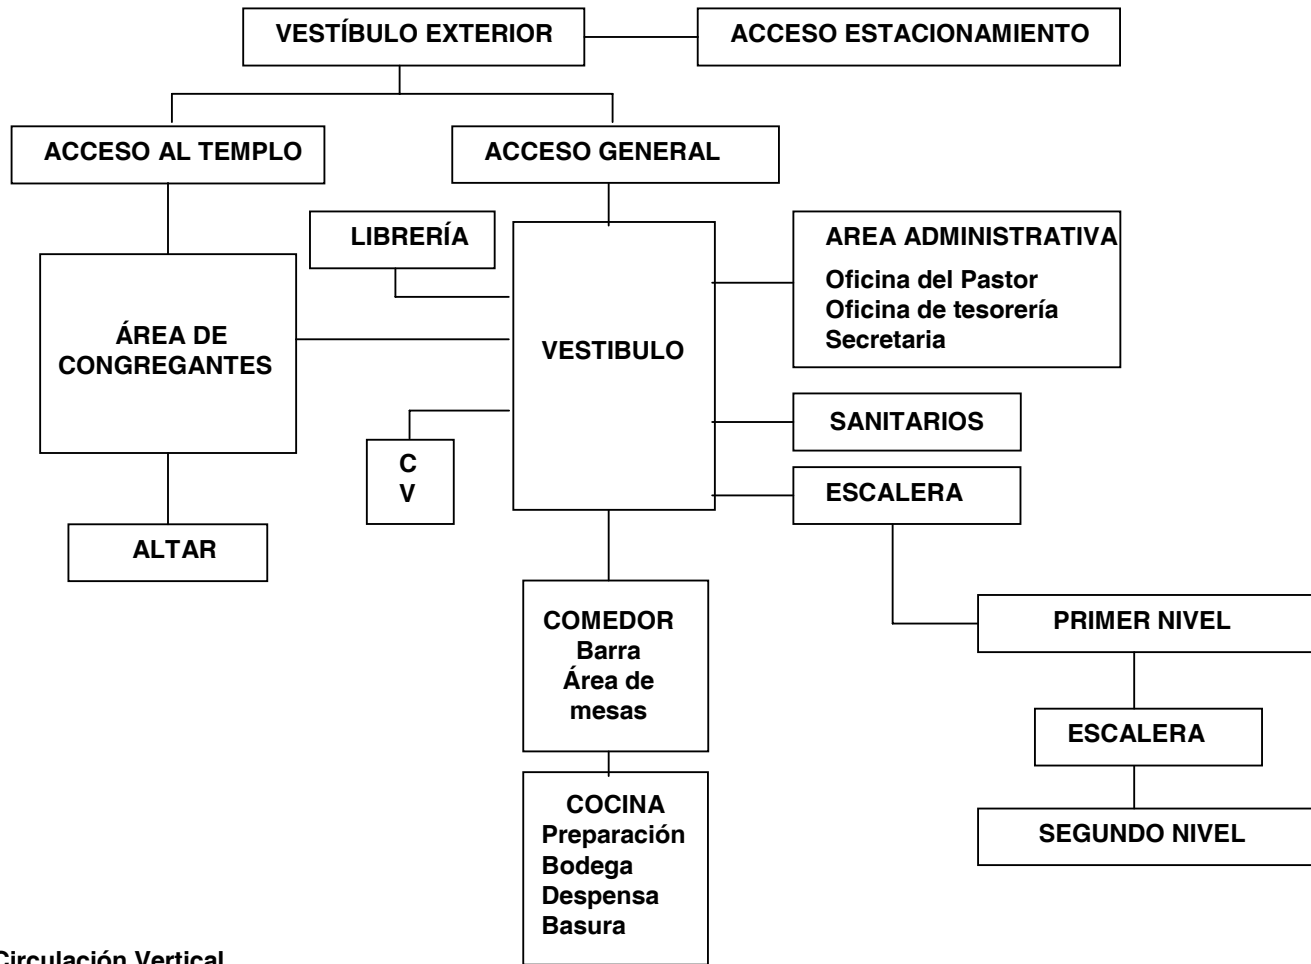 VESTÍBULO EXTERIOR
ACCESO ESTACIONAMIENTO
ACCESO AL TEMPLO
ACCESO GENERAL
LIBRERÍA
AREA ADMINISTRATIVA
Oficina del Pastor
Oficina de tesorería
Secretaria
ÁREA DE
CONGREGANTES
VESTIBULO
SANITARIOS
C
V
ESCALERA
ALTAR
COMEDOR
Barra
Área de
mesas
PRIMER NIVEL
ESCALERA
COCINA
Preparación
Bodega
Despensa
Basura
SEGUNDO NIVEL
Circulación Vertical